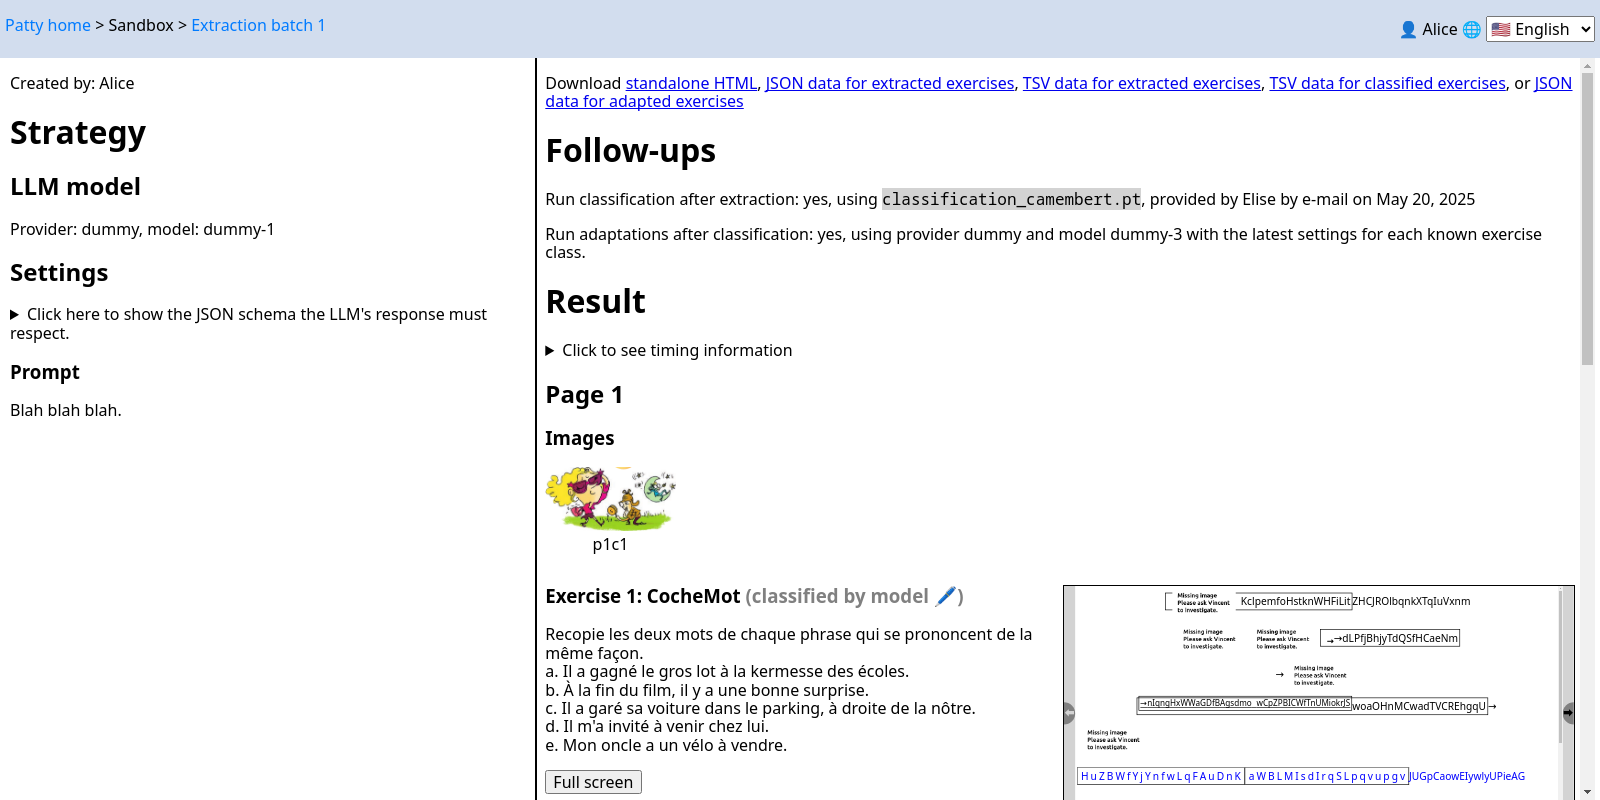 Patty home > Sandbox > Extraction batch 1
👤 Alice 🌐 🇺🇸 English
Created by: Alice
Strategy
LLM model
Provider: dummy, model: dummy-1
Settings
▶ Click here to show the JSON schema the LLM's response must
respect.
Prompt
Blah blah blah.
Download standalone HTML, JSON data for extracted exercises, TSV data for extracted exercises, TSV data for classified exercises, or JSON
data for adapted exercises
Follow-ups
Run classification after extraction: yes, using classification_camembert.pt, provided by Elise by e-mail on May 20, 2025
Run adaptations after classification: yes, using provider dummy and model dummy-3 with the latest settings for each known exercise
class.
Result
▶ Click to see timing information
Page 1
Images
p1c1
Exercise 1: CocheMot (classified by model 🖊️)
Recopie les deux mots de chaque phrase qui se prononcent de la
même façon.
a. Il a gagné le gros lot à la kermesse des écoles.
b. À la fin du film, il y a une bonne surprise.
c. Il a garé sa voiture dans le parking, à droite de la nôtre.
d. Il m'a invité à venir chez lui.
e. Mon oncle a un vélo à vendre.
Full screen
Missing image
Please ask Vincent
to investigate.
Missing image
Please ask Vincent
to investigate.
Missing image
Please ask Vincent
to investigate.
→dLPfjBhjyTdQSfHCaeNm
→
Missing image
Please ask Vincent
to investigate.
Missing image
Please ask Vincent
to investigate.